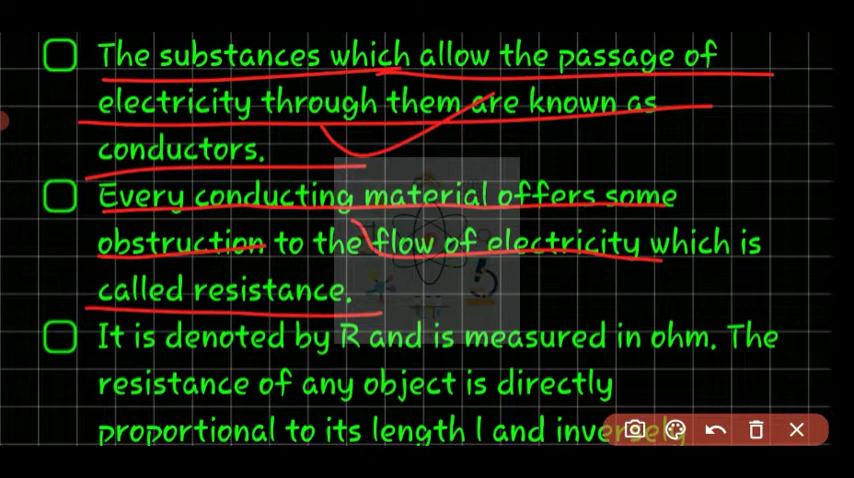 The substances which allow the passage of
electricity through them are known as
conductors.
Every conducting material offers some
obstruction to the flow of electricity which is
called resistance.
It is denoted by R and is measured in ohm. The
resistance of any object is directly
proportional to its length l and inversely